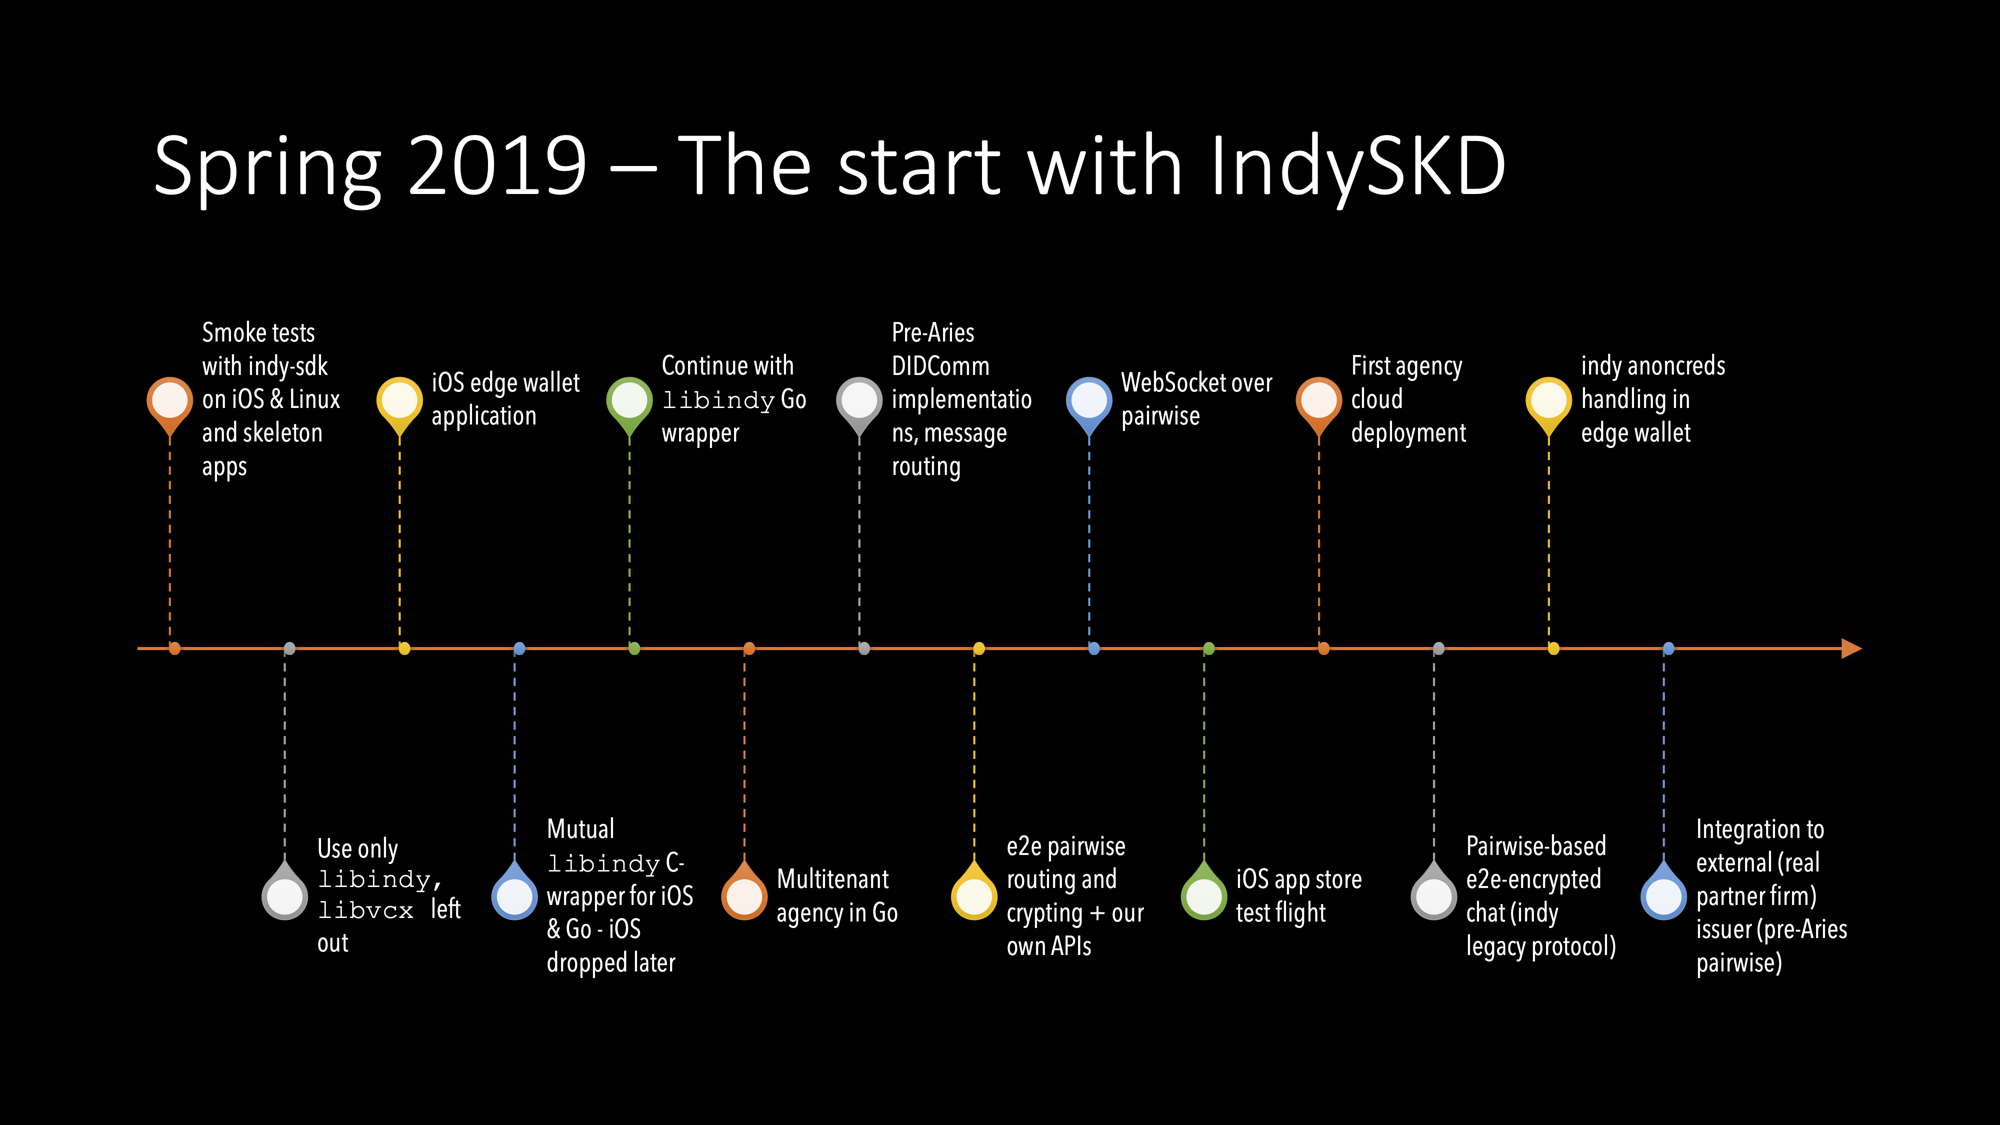 Spring 2019 – The start with IndySKD
Smoke tests
with indy-sdk
on iOS & Linux
and skeleton
apps
iOS edge wallet
application
Continue with
libindy Go
wrapper
Pre-Aries
DIDComm
implementatio
ns, message
routing
WebSocket over
pairwise
First agency
cloud
deployment
indy anoncreds
handling in
edge wallet
Use only
libindy,
libvcx left
out
Mutual
libindy C-
wrapper for iOS
& Go - iOS
dropped later
Multitenant
agency in Go
e2e pairwise
routing and
crypting + our
own APIs
iOS app store
test flight
Pairwise-based
e2e-encrypted
chat (indy
legacy protocol)
Integration to
external (real
partner firm)
issuer (pre-Aries
pairwise)